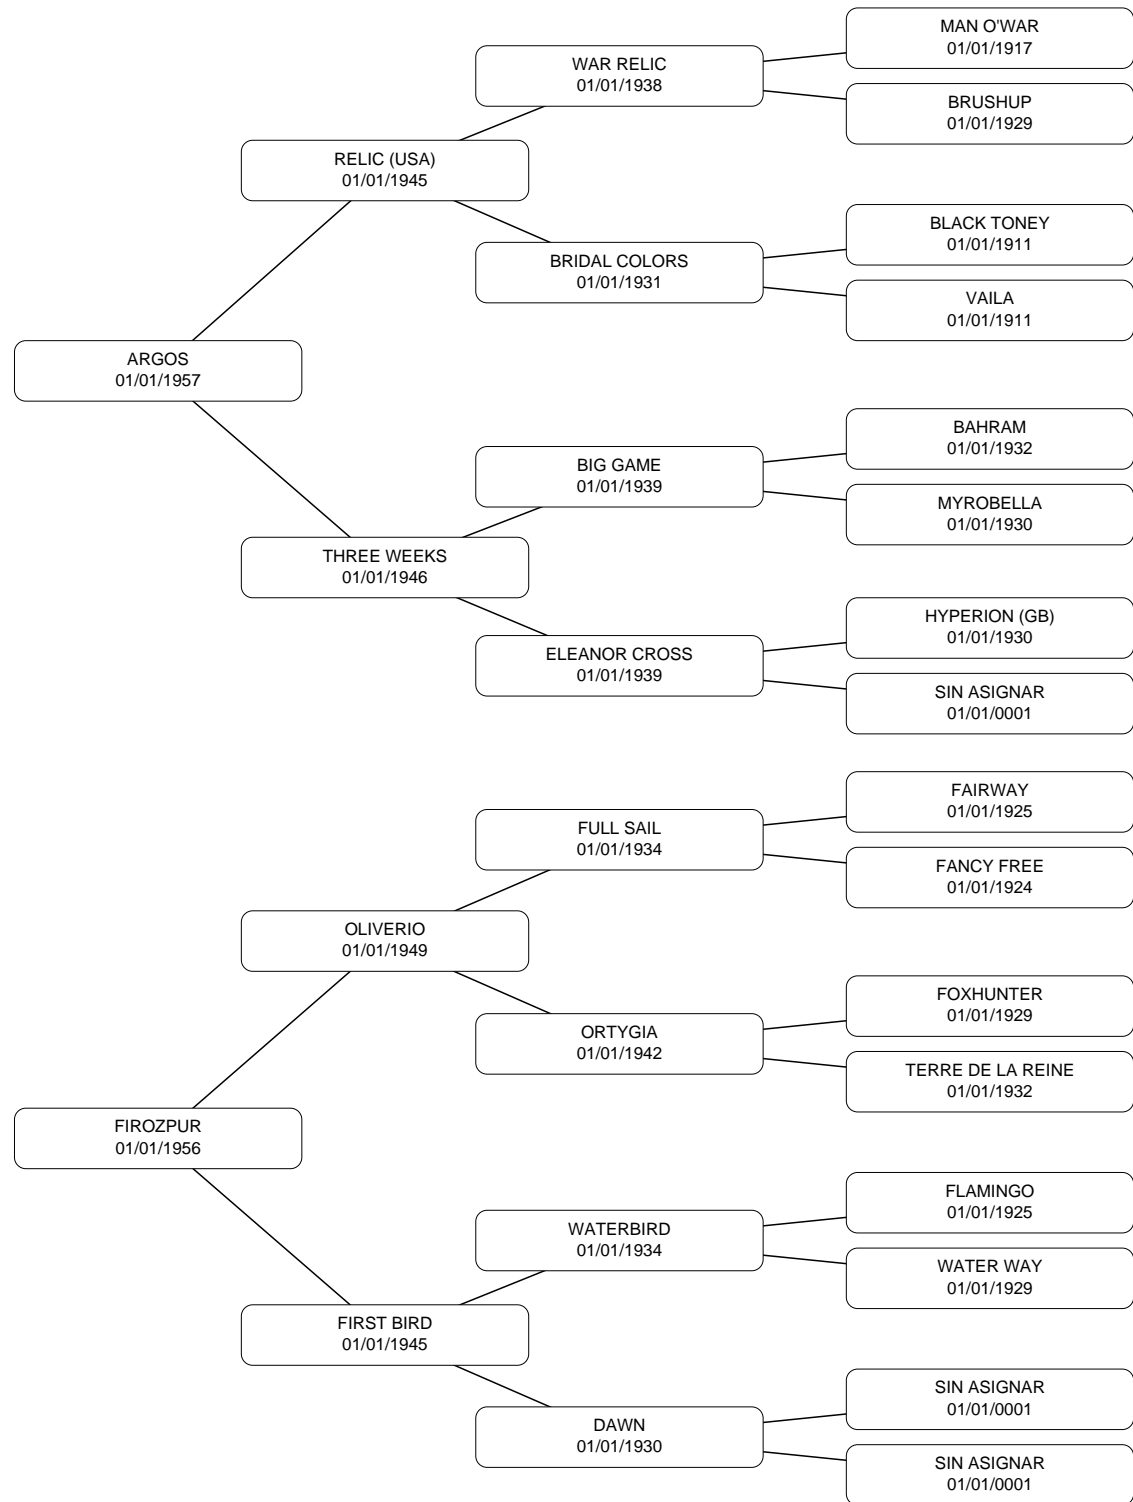 MAN O'WAR
01/01/1917
WAR RELIC
01/01/1938
BRUSHUP
01/01/1929
RELIC (USA)
01/01/1945
BLACK TONEY
01/01/1911
BRIDAL COLORS
01/01/1931
VAILA
01/01/1911
ARGOS
01/01/1957
BAHRAM
01/01/1932
BIG GAME
01/01/1939
MYROBELLA
01/01/1930
THREE WEEKS
01/01/1946
HYPERION (GB)
01/01/1930
ELEANOR CROSS
01/01/1939
SIN ASIGNAR
01/01/0001
FAIRWAY
01/01/1925
FULL SAIL
01/01/1934
FANCY FREE
01/01/1924
OLIVERIO
01/01/1949
FOXHUNTER
01/01/1929
ORTYGIA
01/01/1942
TERRE DE LA REINE
01/01/1932
FIROZPUR
01/01/1956
FLAMINGO
01/01/1925
WATERBIRD
01/01/1934
WATER WAY
01/01/1929
FIRST BIRD
01/01/1945
SIN ASIGNAR
01/01/0001
DAWN
01/01/1930
SIN ASIGNAR
01/01/0001